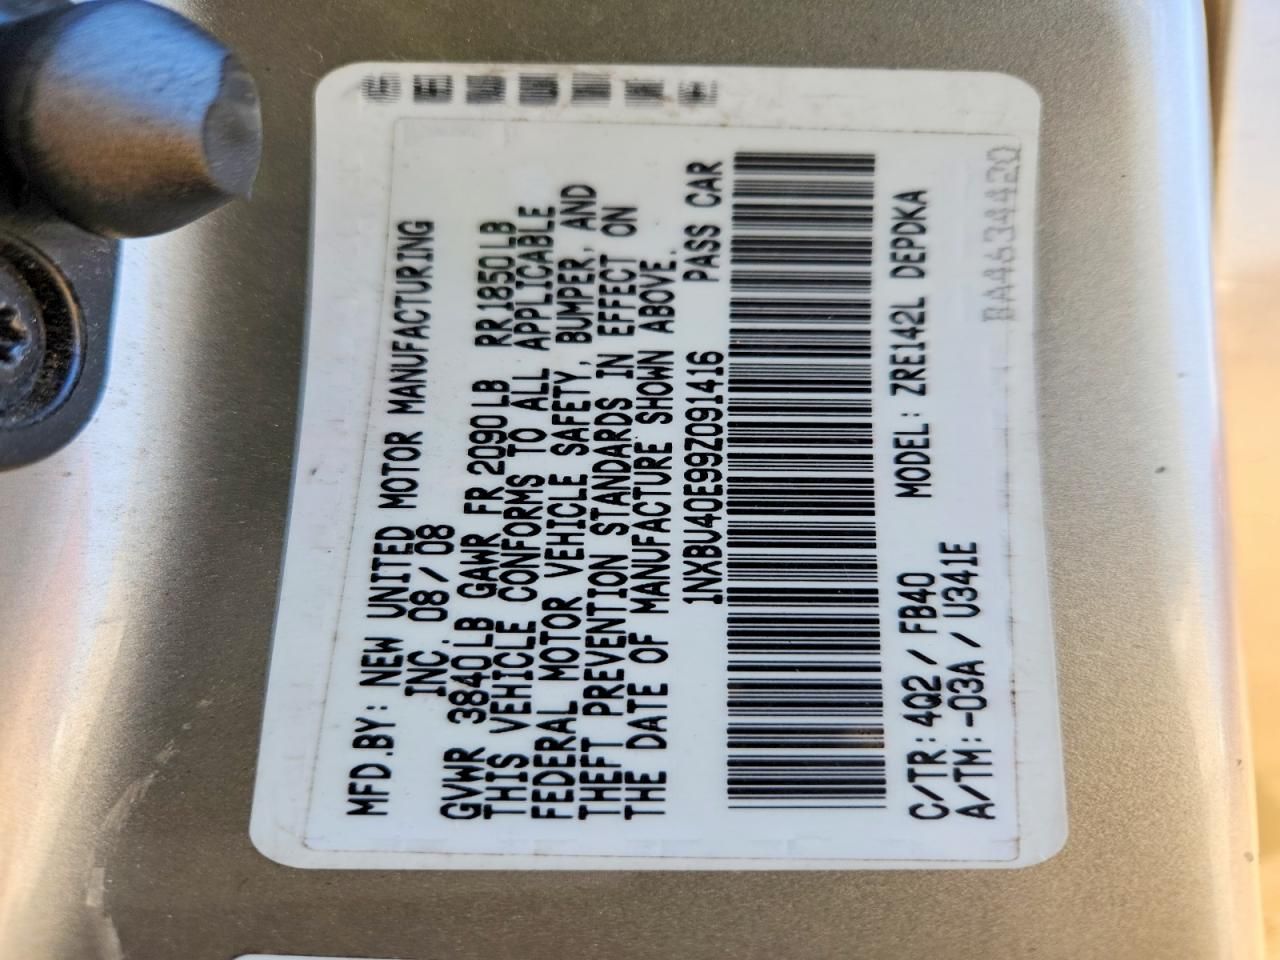 MFD.BY: NEW UNITED MOTOR MANUFACTURING
INC. 08/08
GVWR 3840LB GAWR FR 2090LB RR1850LB
THIS VEHICLE CONFORMS TO ALL APPLICABLE
FEDERAL MOTOR VEHICLE SAFETY, BUMPER, AND
THEFT PREVENTION STANDARDS IN EFFECT ON
THE DATE OF MANUFACTURE SHOWN ABOVE.
1NXBU40E99Z091416 PASS CAR
C/TR: 4Q2 / FB40 MODEL: ZRE142L DEPDKA
A/TM: -03A / U341E
BA4634420